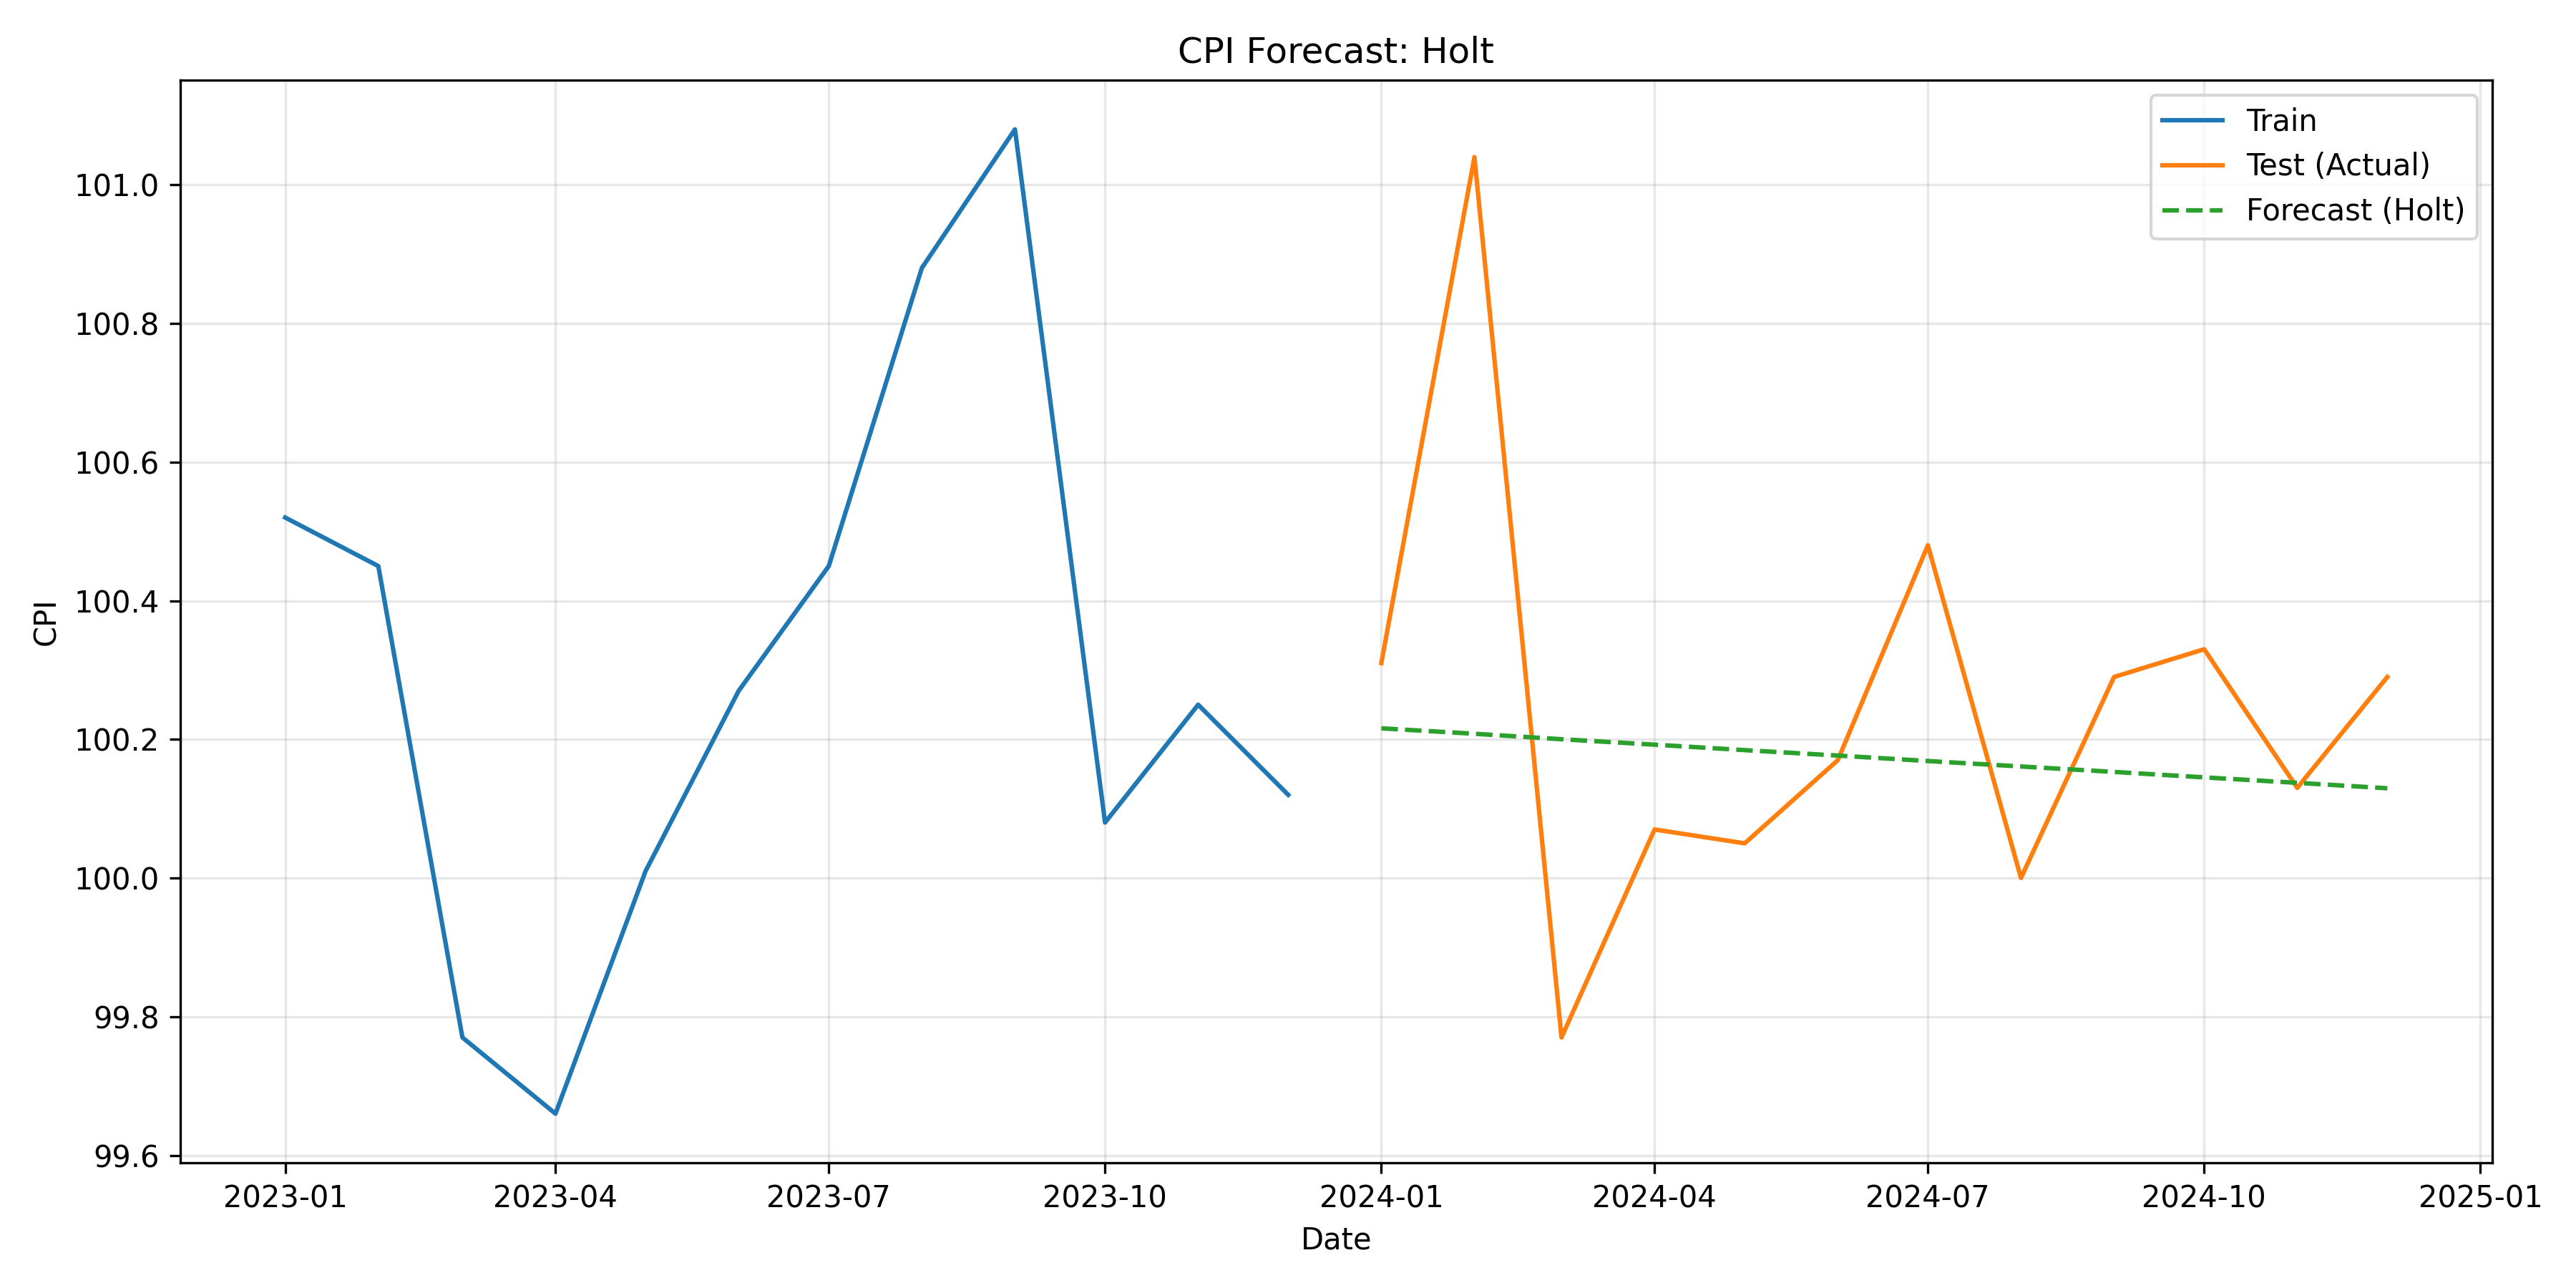 CPI Forecast: Holt
Train
Test (Actual)
Forecast (Holt)
CPI
101.0
100.8
100.6
100.4
100.2
100.0
99.8
99.6
2023-01 2023-04 2023-07 2023-10 2024-01 2024-04 2024-07 2024-10 2025-01
Date